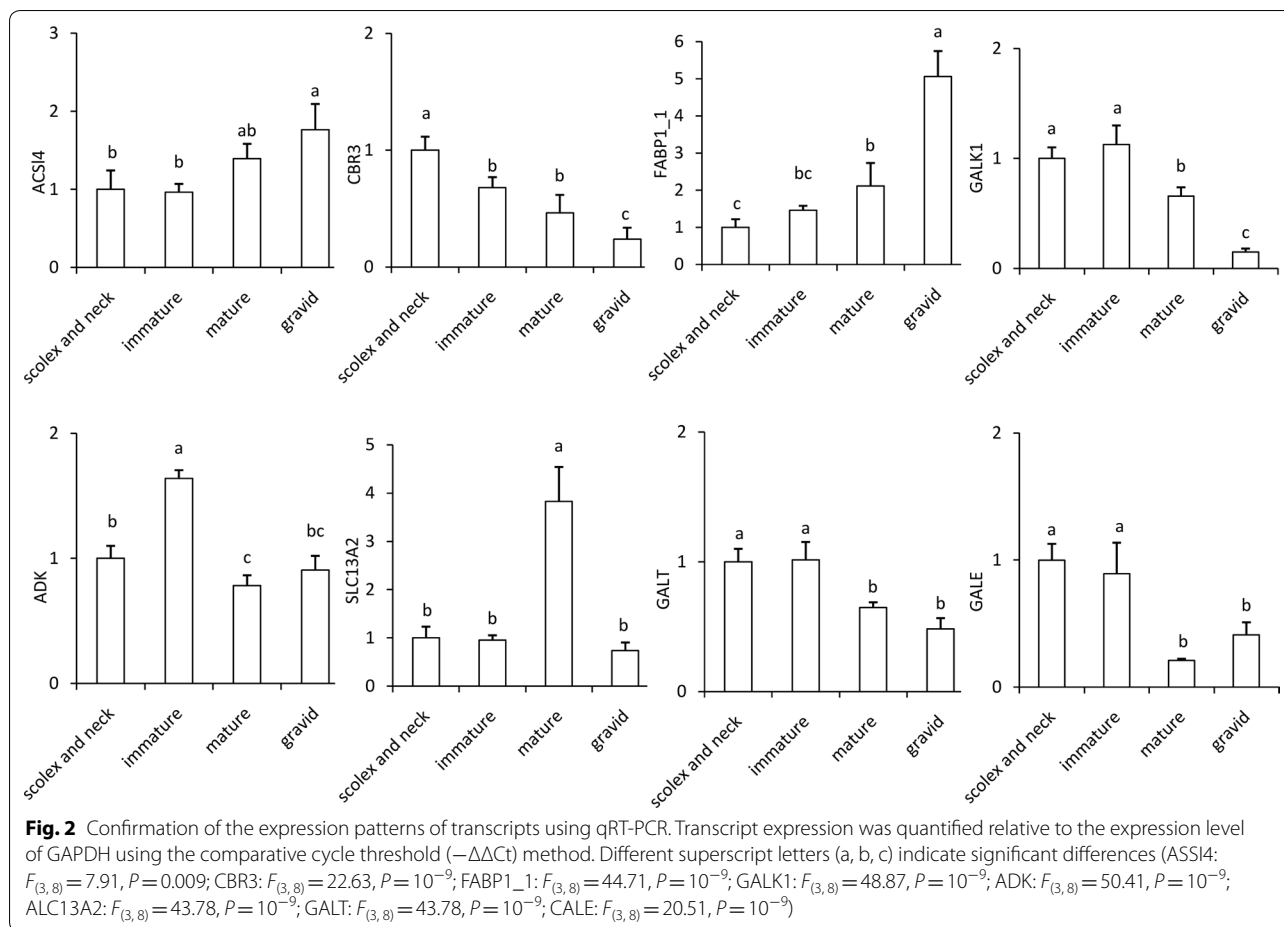 ACSl4
3
2
1
0
b
b
ab
a
scolex and neck
immature
mature
gravid
CBR3
2
1
0
a
b
b
c
scolex and neck
immature
mature
gravid
FABP1_1
6
5
4
3
2
1
0
c
bc
b
a
scolex and neck
immature
mature
gravid
GALK1
2
1
0
a
a
b
c
scolex and neck
immature
mature
gravid
ADK
2
1
0
b
a
c
bc
scolex and neck
immature
mature
gravid
SLC13A2
5
4
3
2
1
0
b
b
a
b
scolex and neck
immature
mature
gravid
GALT
2
1
0
a
a
b
b
scolex and neck
immature
mature
gravid
GALE
2
1
0
a
a
b
b
scolex and neck
immature
mature
gravid
Fig. 2 Confirmation of the expression patterns of transcripts using qRT-PCR. Transcript expression was quantified relative to the expression level
of GAPDH using the comparative cycle threshold (−ΔΔCt) method. Different superscript letters (a, b, c) indicate significant differences (ASSI4:
F(3, 8) = 7.91, P = 0.009; CBR3: F(3, 8) = 22.63, P = 10−9; FABP1_1: F(3, 8) = 44.71, P = 10−9; GALK1: F(3, 8) = 48.87, P = 10−9; ADK: F(3, 8) = 50.41, P = 10−9;
ALC13A2: F(3, 8) = 43.78, P = 10−9; GALT: F(3, 8) = 43.78, P = 10−9; CALE: F(3, 8) = 20.51, P = 10−9)